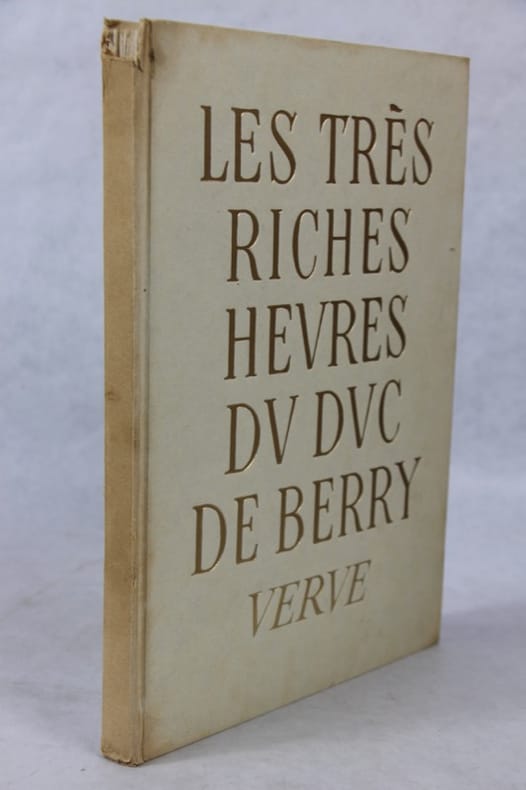 LES TRÈS
RICHES
HEVRES
DV DVC
DE BERRY
VERVE